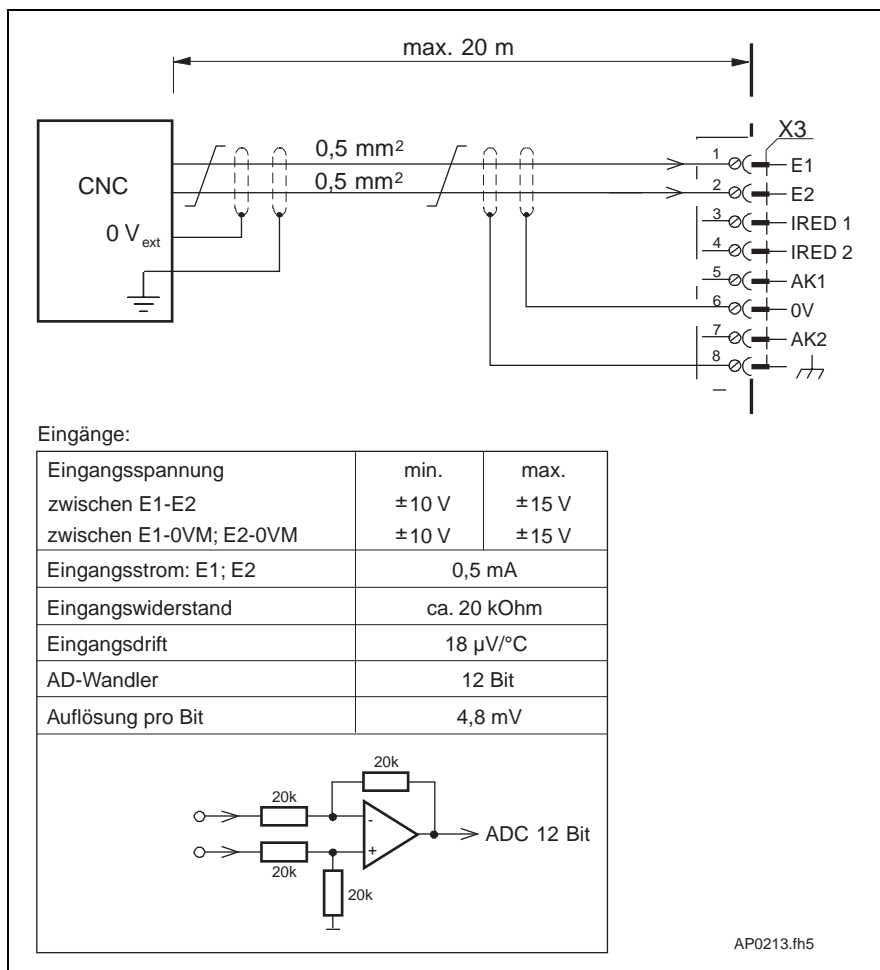 max. 20 m
X3
0,5 mm²
0,5 mm²
CNC
0 Vext
1 E1
2 E2
3 IRED 1
4 IRED 2
5 AK1
6 0V
7 AK2
8
Eingänge:
Eingangsspannung min. max.
zwischen E1-E2 ±10 V ±15 V
zwischen E1-0VM; E2-0VM ±10 V ±15 V
Eingangsstrom: E1; E2 0,5 mA
Eingangswiderstand ca. 20 kOhm
Eingangsdrift 18 µV/°C
AD-Wandler 12 Bit
Auflösung pro Bit 4,8 mV
20k
20k
-
+
ADC 12 Bit
20k
20k
AP0213.fh5